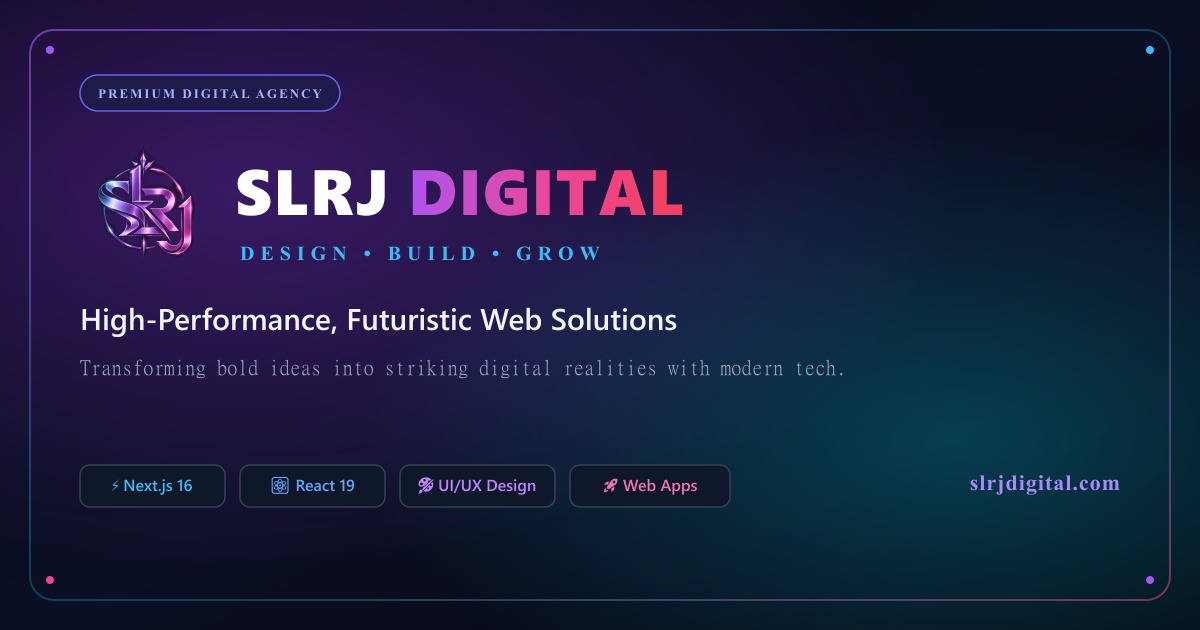 PREMIUM DIGITAL AGENCY
SLRJ
SLRJ DIGITAL
DESIGN • BUILD • GROW
High-Performance, Futuristic Web Solutions
Transforming bold ideas into striking digital realities with modern tech.
⚡ Next.js 16
⚛ React 19
🎨 UI/UX Design
🚀 Web Apps
slrjdigital.com